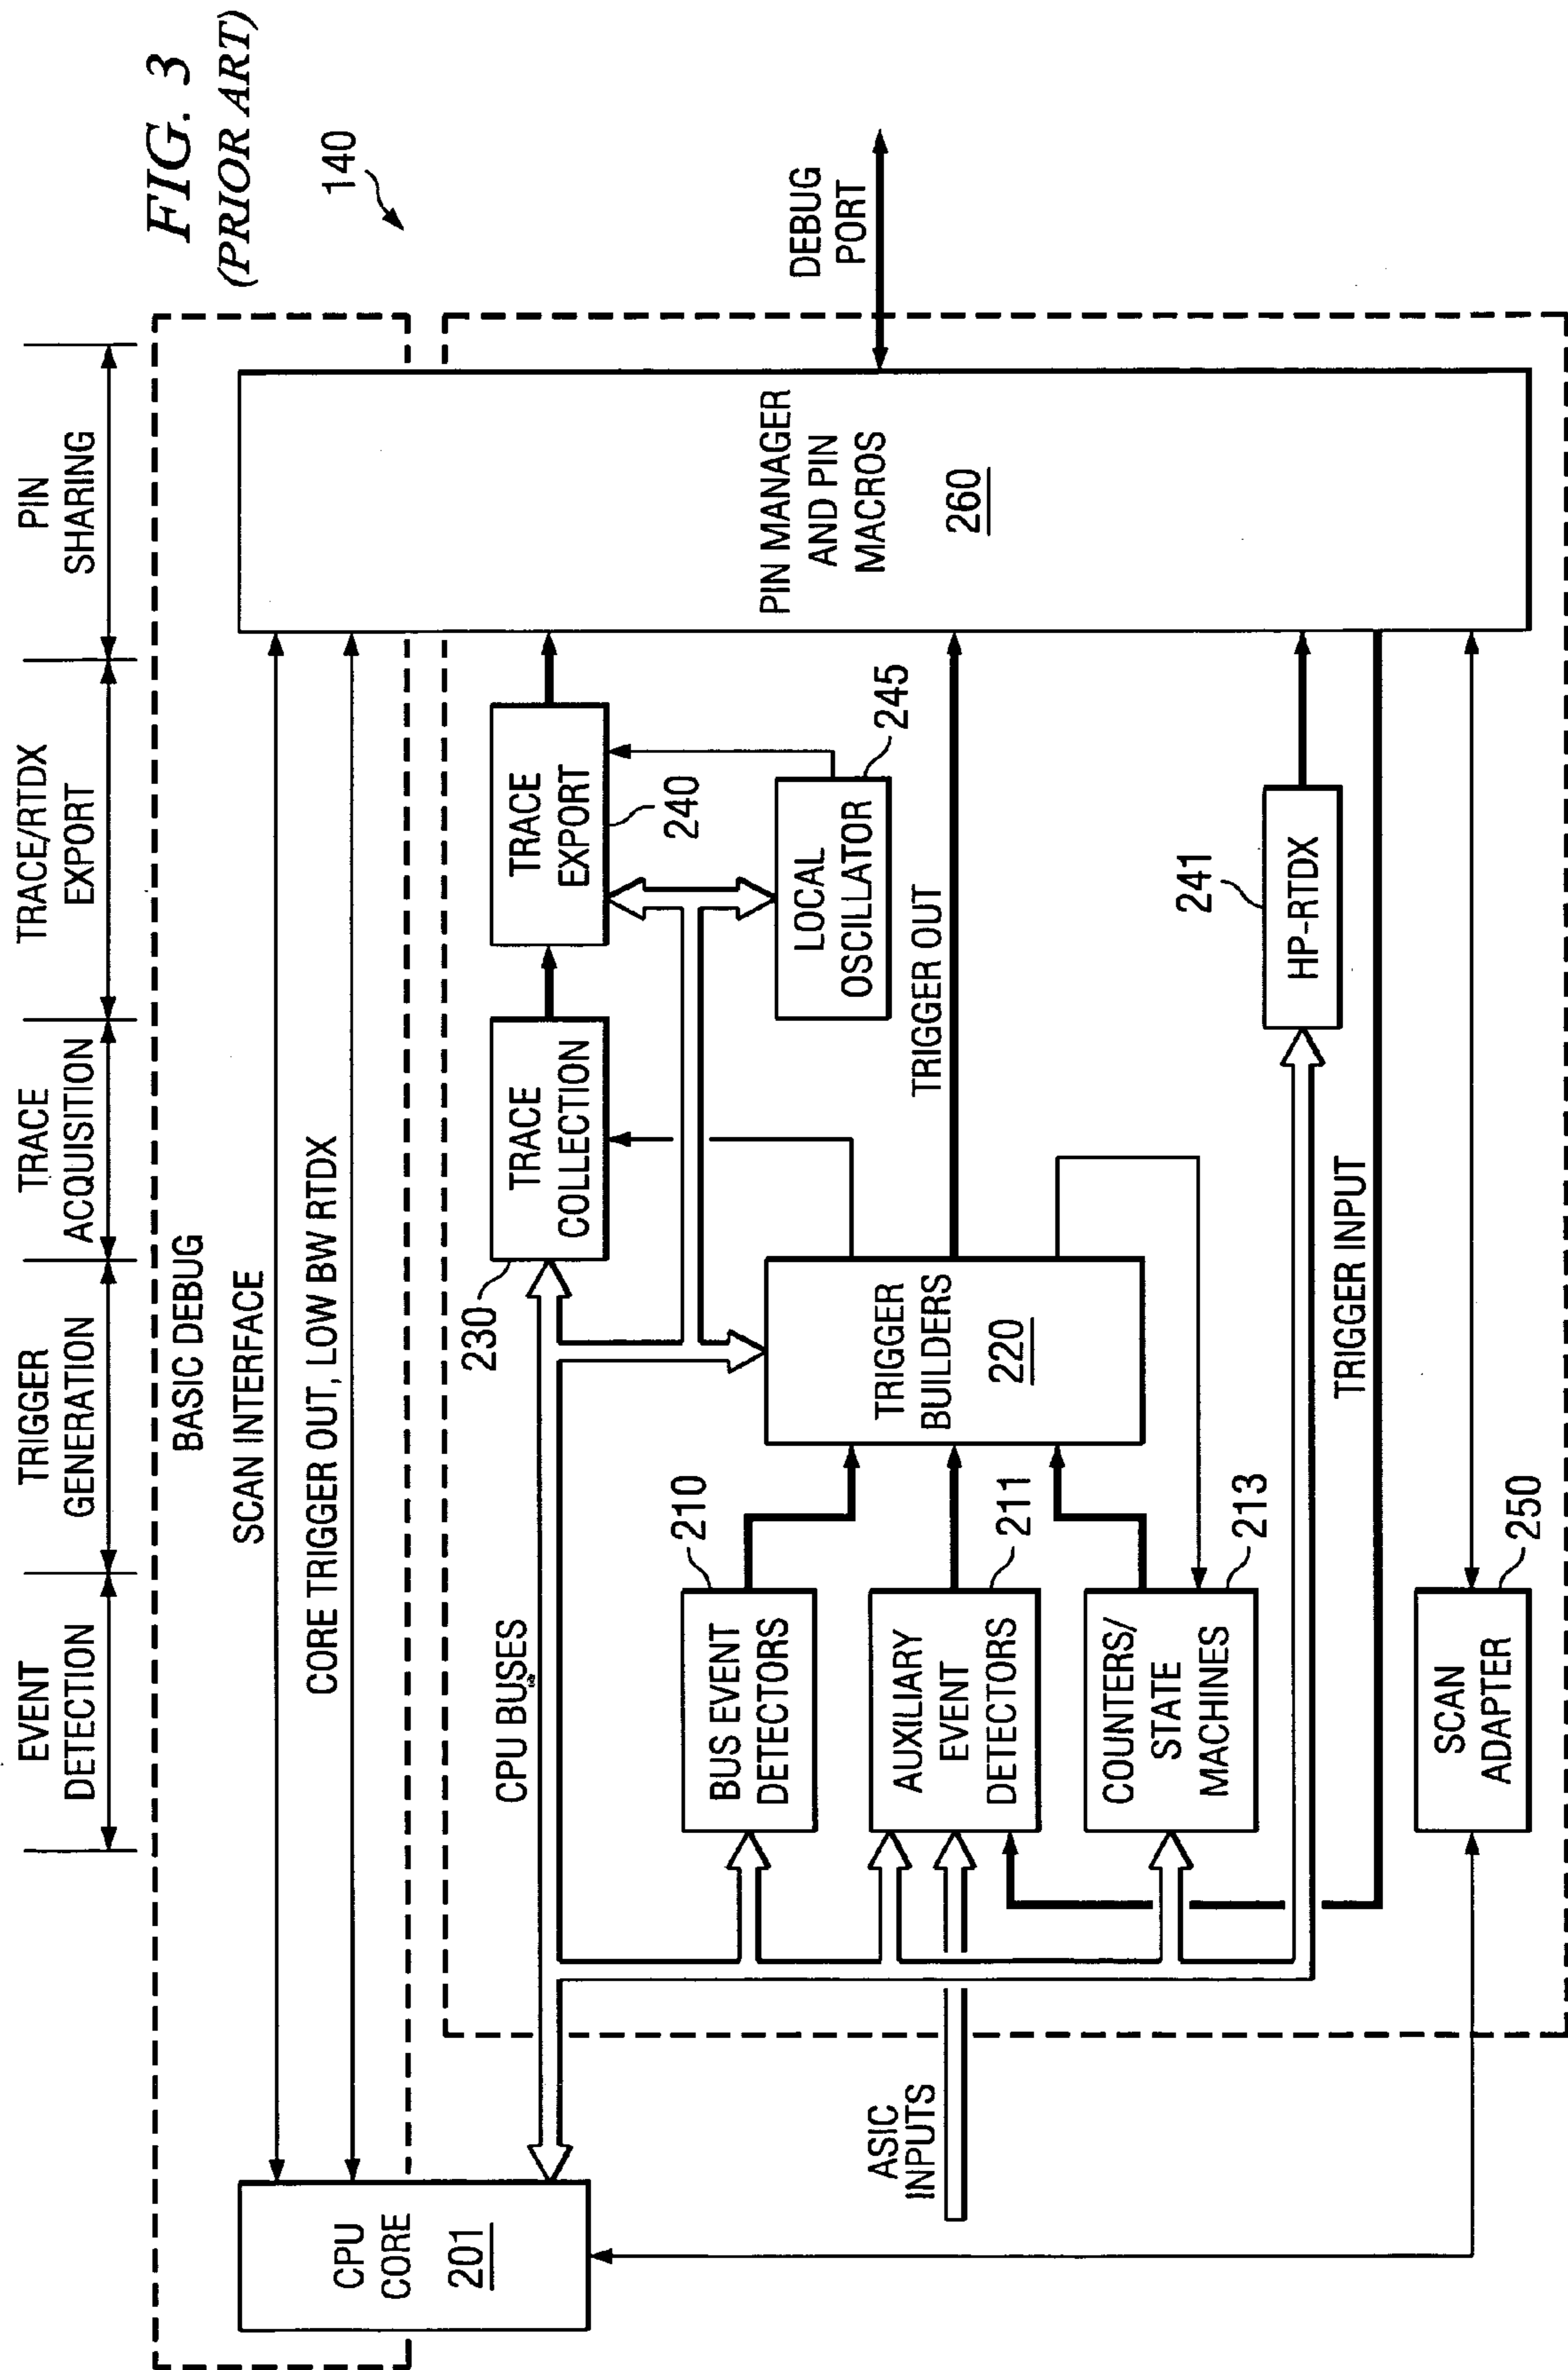 FIG. 3
(PRIOR ART)
140
EVENT
DETECTION
TRIGGER
GENERATION
TRACE
ACQUISITION
TRACE/RTDX
EXPORT
PIN
SHARING
BASIC DEBUG
SCAN INTERFACE
CORE TRIGGER OUT, LOW BW RTDX
CPU
CORE
201
CPU BUSES
230
TRACE
COLLECTION
TRACE
EXPORT
240
LOCAL
OSCILLATOR
245
210
BUS EVENT
DETECTORS
TRIGGER
BUILDERS
220
TRIGGER OUT
PIN MANAGER
AND PIN
MACROS
260
DEBUG
PORT
ASIC
INPUTS
AUXILIARY
EVENT
DETECTORS
211
COUNTERS/
STATE
MACHINES
213
241
HP-RTDX
TRIGGER INPUT
SCAN
ADAPTER
250